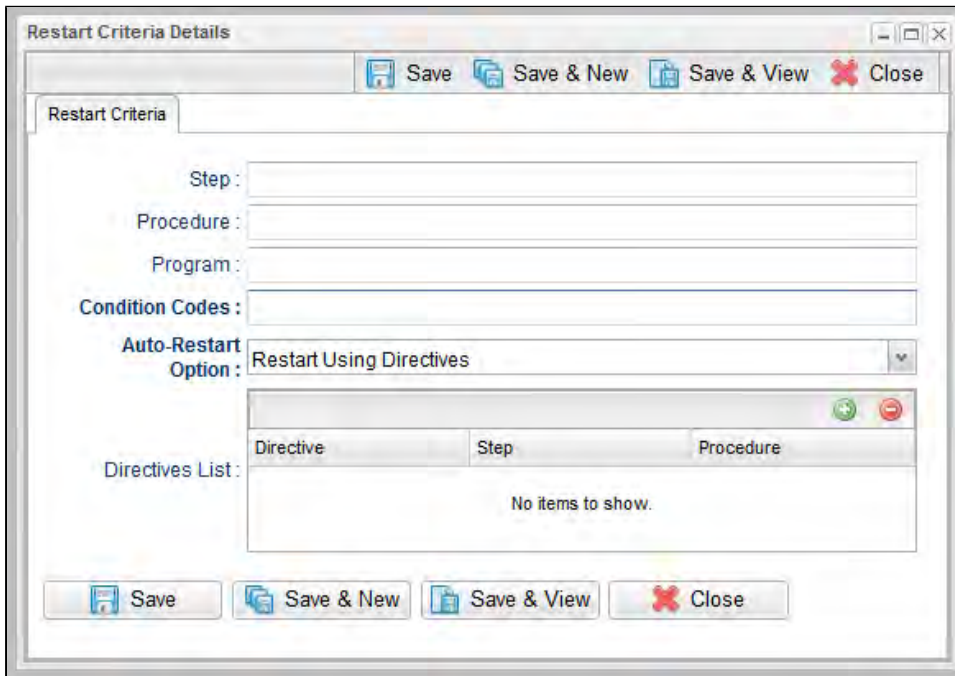 Restart Criteria Details
Save Save & New Save & View Close
Restart Criteria
Step :
Procedure :
Program :
Condition Codes :
Auto-Restart
Option : Restart Using Directives
Directive Step Procedure
Directives List :
No items to show.
Save Save & New Save & View Close